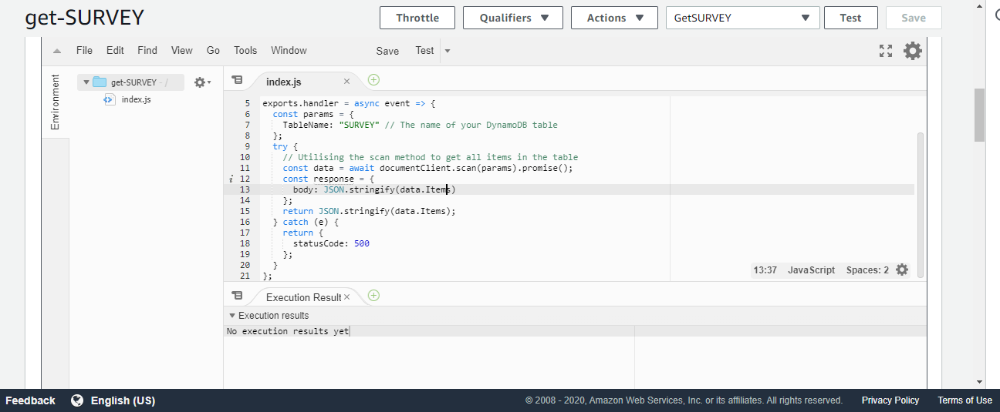 get-SURVEY
Throttle
Qualifiers
Actions
GetSURVEY
Test
Save
File Edit Find View Go Tools Window Save Test
Environment
get-SURVEY - /
index.js
index.js
5 exports.handler = async event => {
6 const params = {
7 TableName: "SURVEY" // The name of your DynamoDB table
8 };
9 try {
10 // Utilising the scan method to get all items in the table
11 const data = await documentClient.scan(params).promise();
i 12 const response = {
13 body: JSON.stringify(data.Items)
14 };
15 return JSON.stringify(data.Items);
16 } catch (e) {
17 return {
18 statusCode: 500
19 };
20 }
21 };
13:37 JavaScript Spaces: 2
Execution Result
Execution results
No execution results yet
Feedback English (US) © 2008 - 2020, Amazon Web Services, Inc. or its affiliates. All rights reserved. Privacy Policy Terms of Use